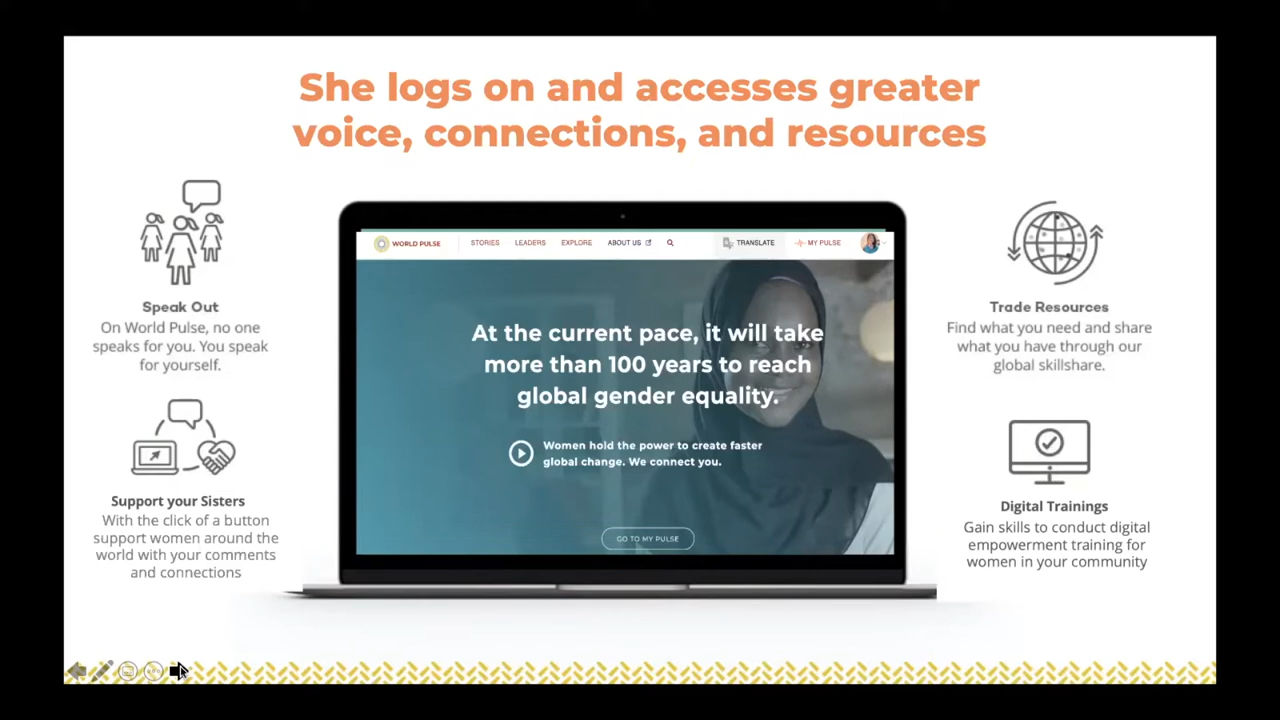 She logs on and accesses greater
voice, connections, and resources
Speak Out
On World Pulse, no one
speaks for you. You speak
for yourself.
Support your Sisters
With the click of a button
support women around the
world with your comments
and connections
WORLD PULSE
STORIES LEADERS EXPLORE ABOUT US TRANSLATE MY PULSE
At the current pace, it will take
more than 100 years to reach
global gender equality.
Women hold the power to create faster
global change. We connect you.
GO TO MY PULSE
Trade Resources
Find what you need and share
what you have through our
global skillshare.
Digital Trainings
Gain skills to conduct digital
empowerment training for
women in your community